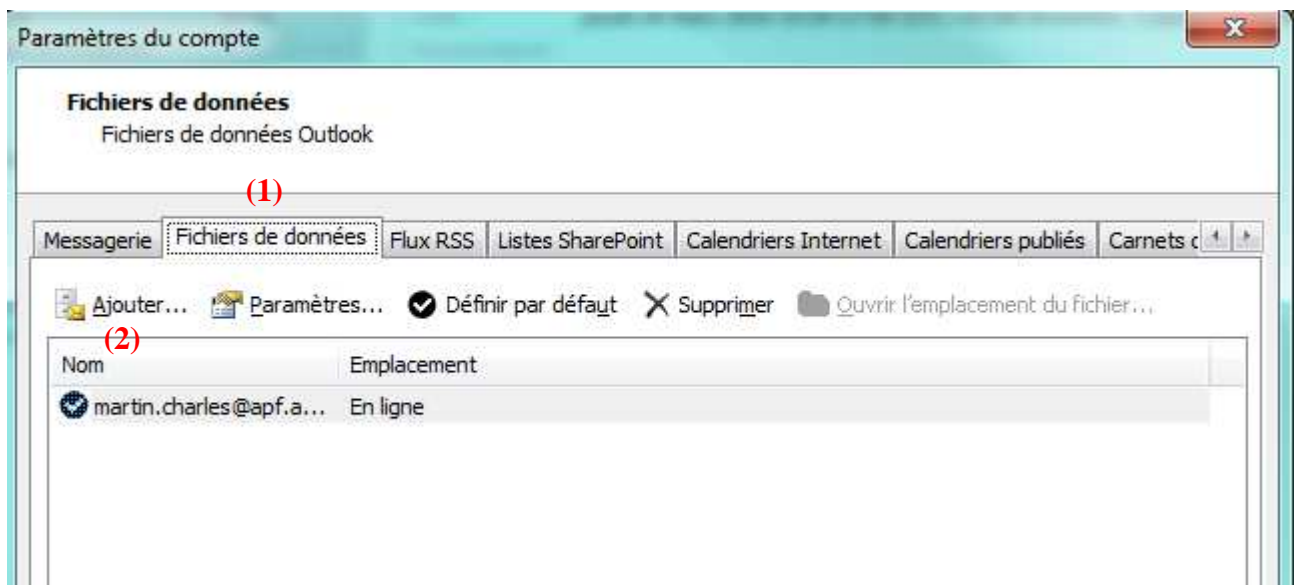 Paramètres du compte
Fichiers de données
Fichiers de données Outlook
(1)
Messagerie Fichiers de données Flux RSS Listes SharePoint Calendriers Internet Calendriers publiés Carnets
Ajouter... Paramètres... Définir par défaut Supprimer Ouvrir l'emplacement du fichier...
(2)
Nom Emplacement
martin.charles@apf.a... En ligne